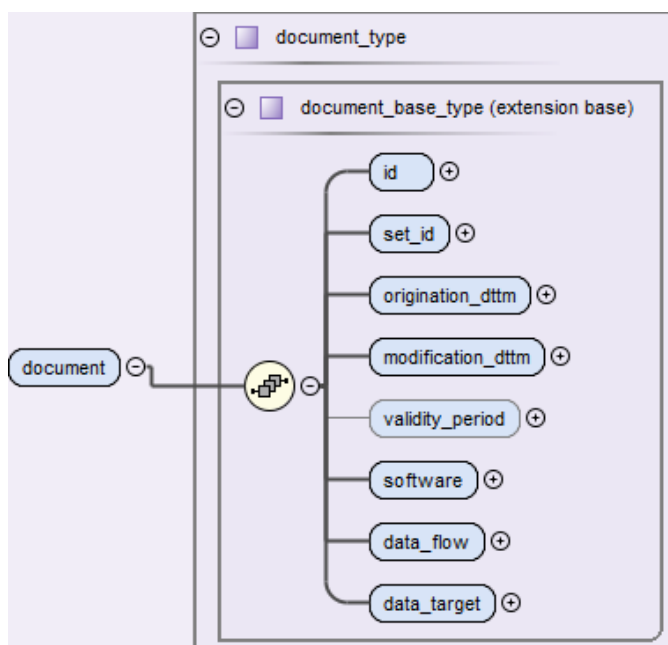 document_type
document_base_type (extension base)
id
set_id
origination_dttm
modification_dttm
document
validity_period
software
data_flow
data_target